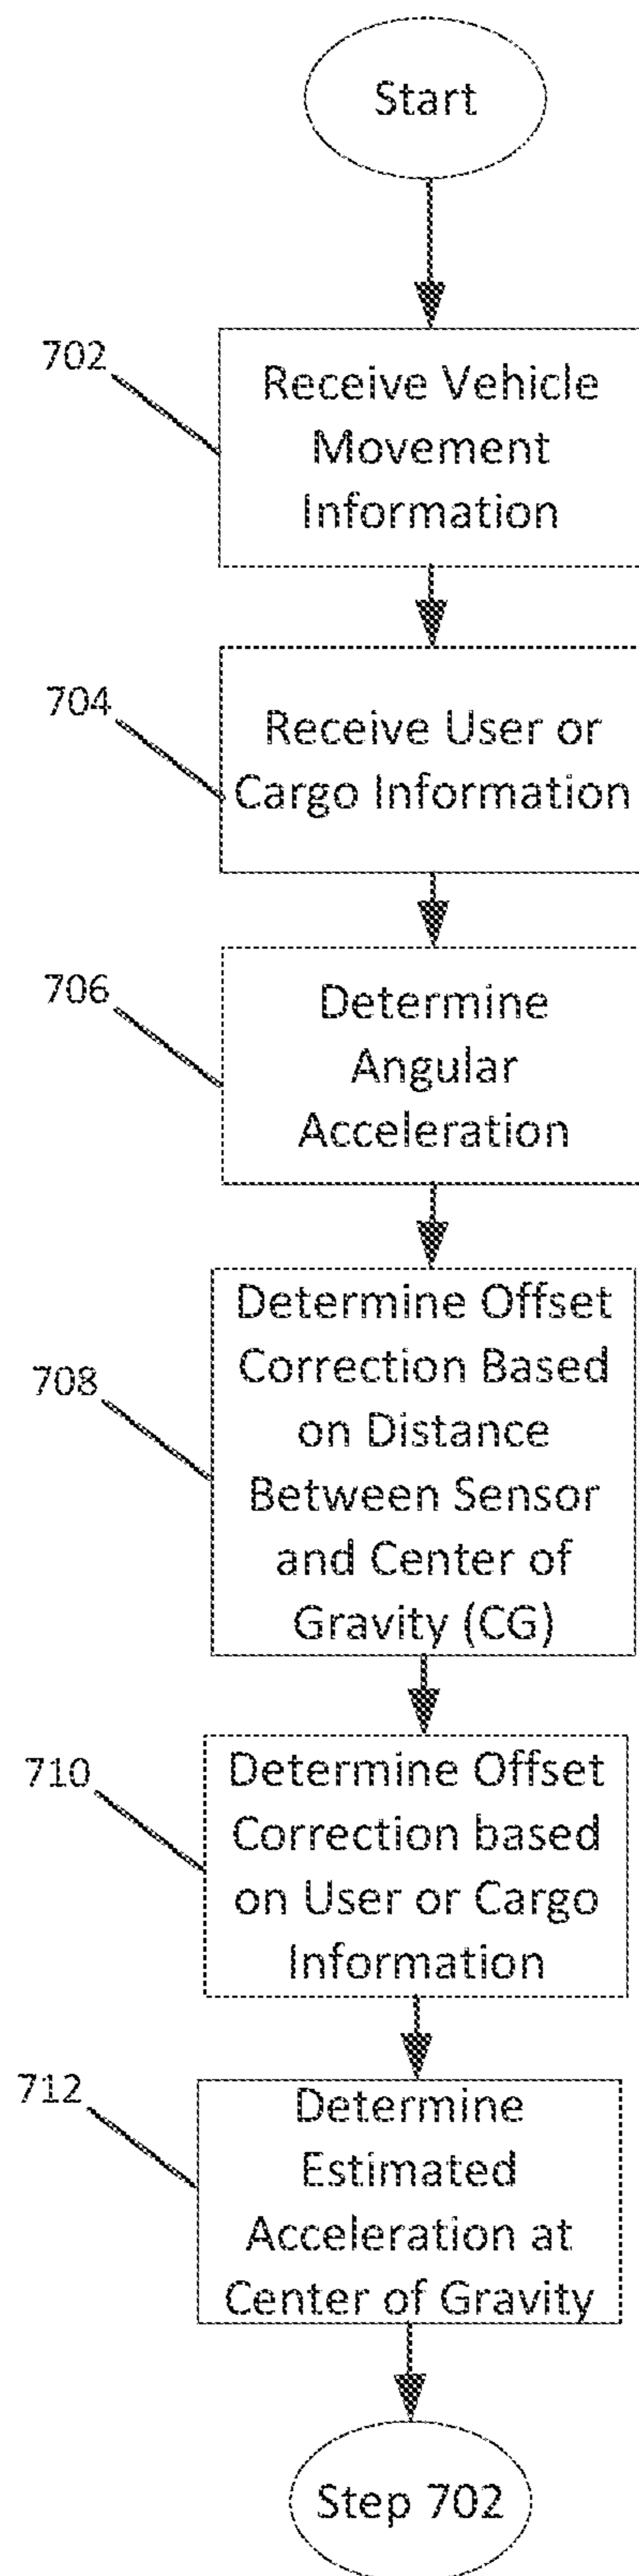 Start
702
Receive Vehicle
Movement
Information
704
Receive User or
Cargo Information
706
Determine
Angular
Acceleration
708
Determine Offset
Correction Based
on Distance
Between Sensor
and Center of
Gravity (CG)
710
Determine Offset
Correction based
on User or Cargo
Information
712
Determine
Estimated
Acceleration at
Center of Gravity
Step 702